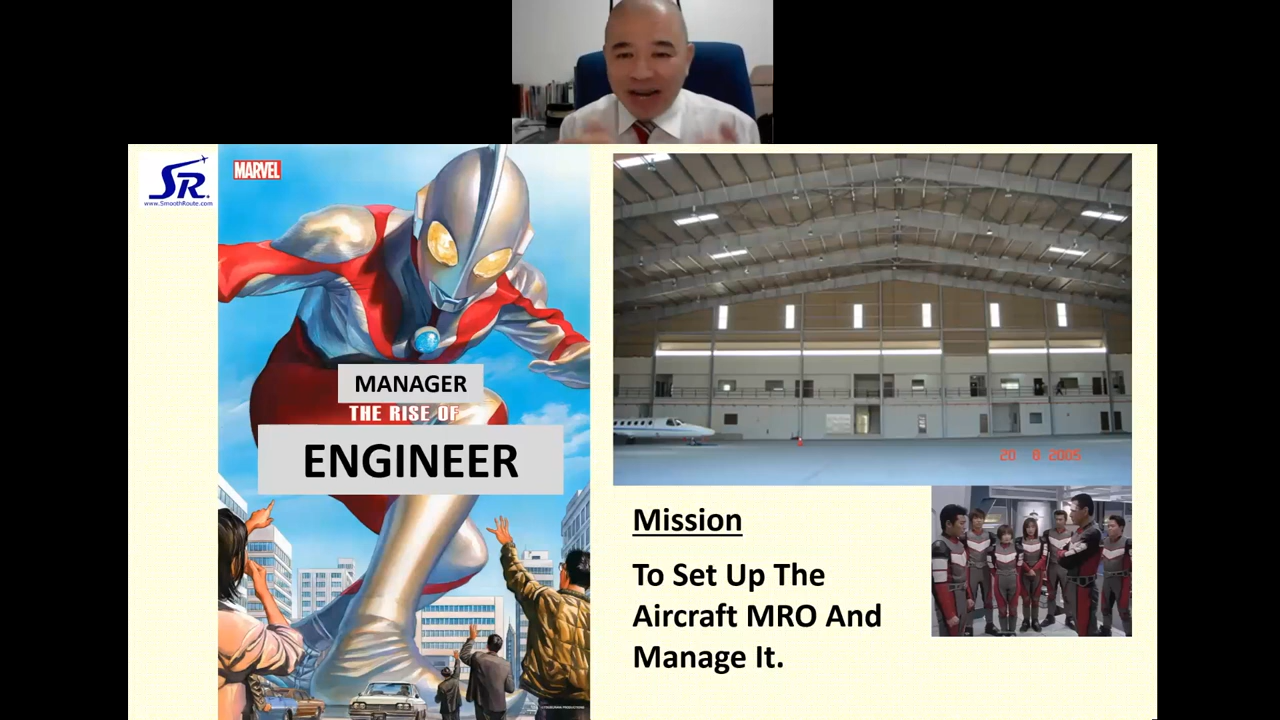 SR.
www.SmoothRoute.com
MARVEL
MANAGER
THE RISE OF
ENGINEER
20 8 2005
Mission
To Set Up The
Aircraft MRO And
Manage It.